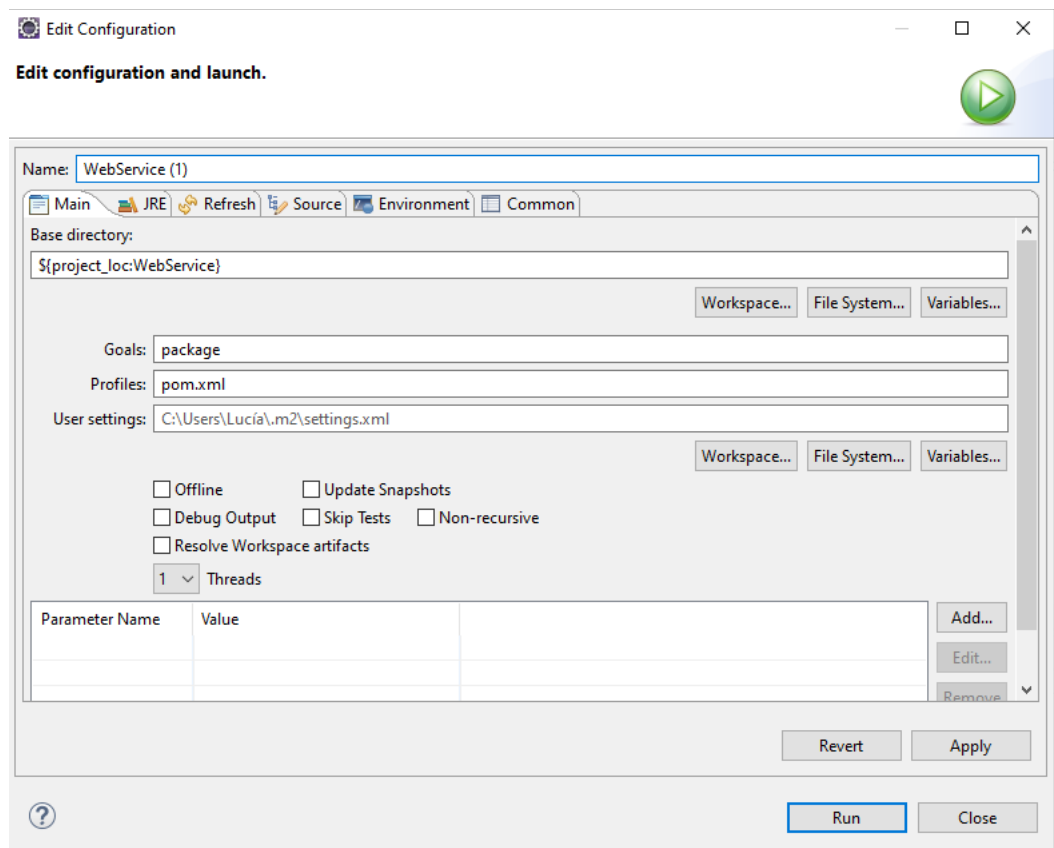 Edit Configuration
Edit configuration and launch.
Name: WebService (1)
Main JRE Refresh Source Environment Common
Base directory:
${project_loc:WebService}
Workspace... File System... Variables...
Goals: package
Profiles: pom.xml
User settings: C:\Users\Lucía\.m2\settings.xml
Workspace... File System... Variables...
Offline Update Snapshots
Debug Output Skip Tests Non-recursive
Resolve Workspace artifacts
1 Threads
Parameter Name Value Add...
Edit...
Remove
Revert Apply
? Run Close